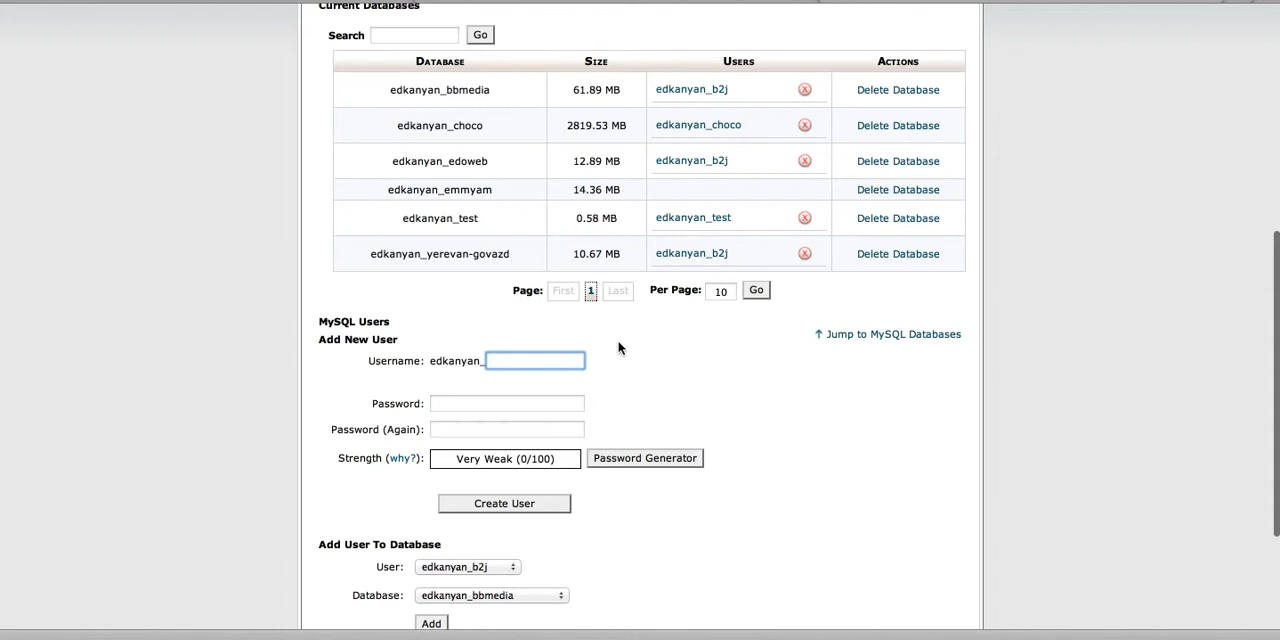 Current Databases
Search Go
Database Size Users Actions
edkanyan_bbmedia 61.89 MB edkanyan_b2j Delete Database
edkanyan_choco 2819.53 MB edkanyan_choco Delete Database
edkanyan_edoweb 12.89 MB edkanyan_b2j Delete Database
edkanyan_emmyam 14.36 MB Delete Database
edkanyan_test 0.58 MB edkanyan_test Delete Database
edkanyan_yerevan-govazd 10.67 MB edkanyan_b2j Delete Database
Page: First 1 Last Per Page: 10 Go
MySQL Users
↑ Jump to MySQL Databases
Add New User
Username: edkanyan_
Password:
Password (Again):
Strength (why?): Very Weak (0/100) Password Generator
Create User
Add User To Database
User: edkanyan_b2j
Database: edkanyan_bbmedia
Add